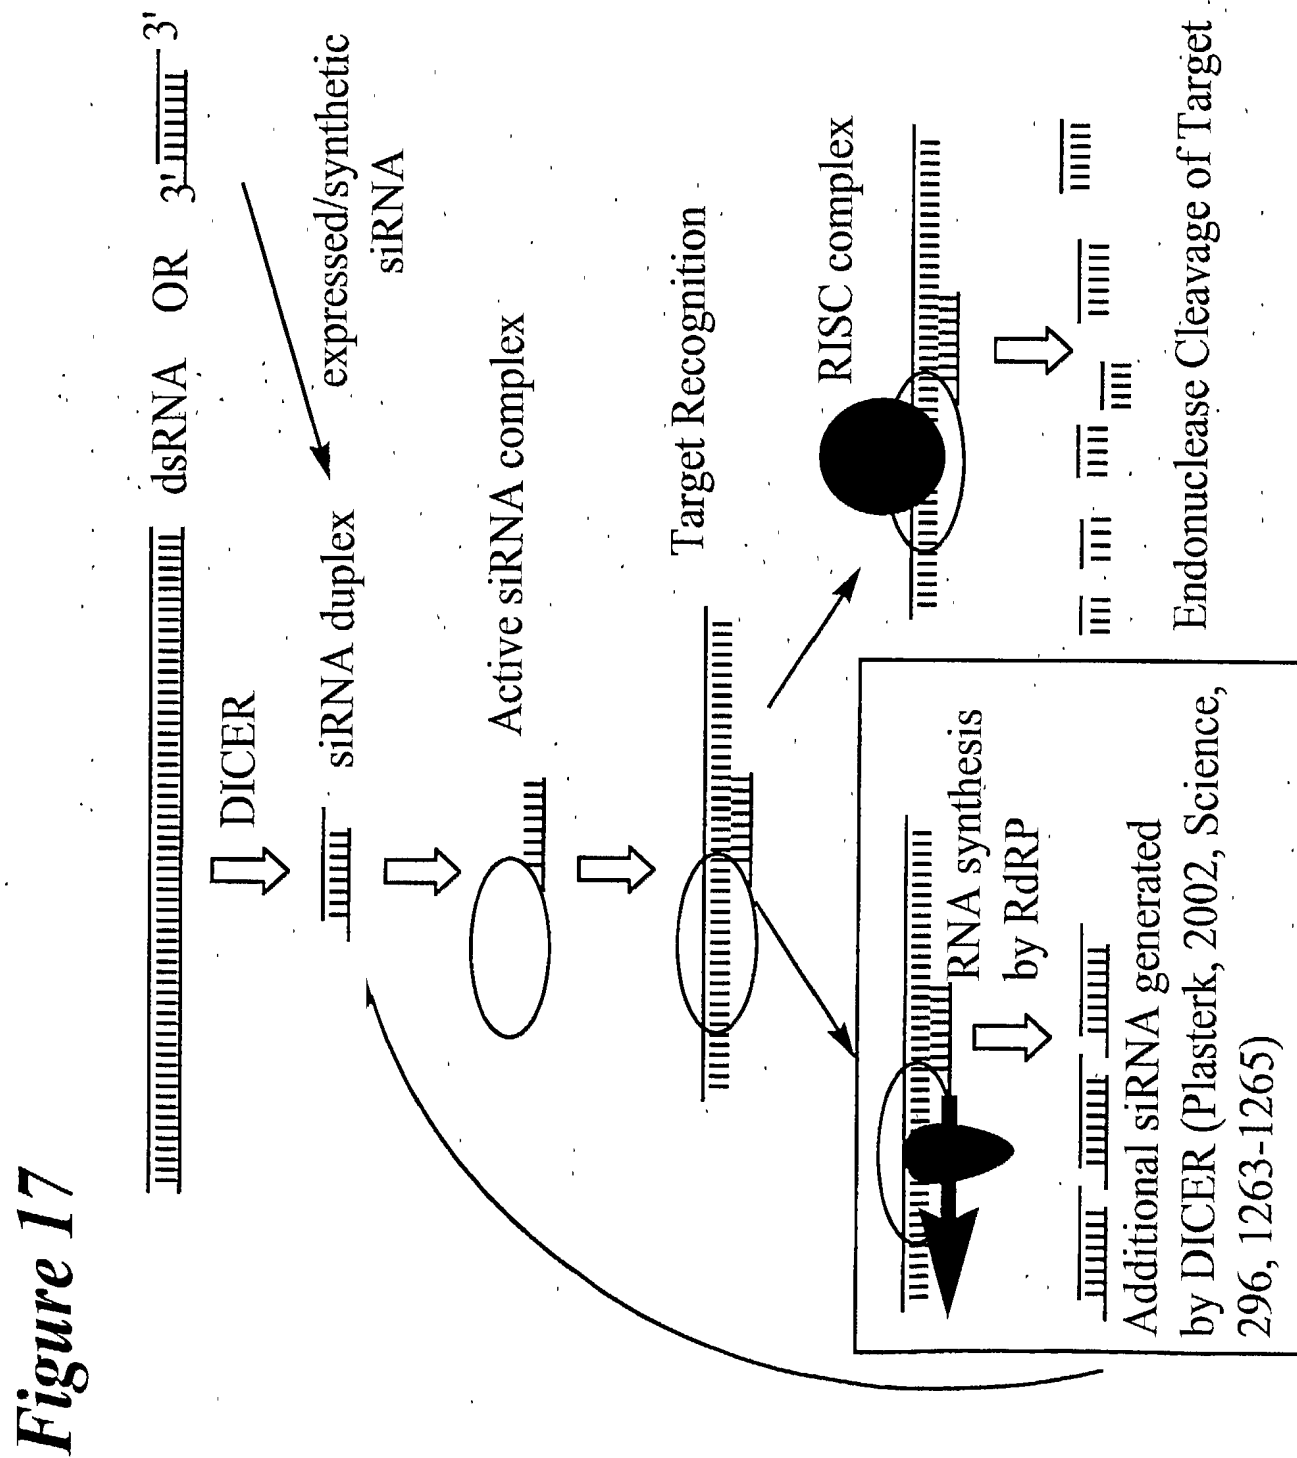 Figure 17
dsRNA OR 3' 3'
DICER
expressed/synthetic
siRNA
siRNA duplex
Active siRNA complex
Target Recognition
RISC complex
RNA synthesis
by RdRP
Additional siRNA generated
by DICER (Plasterk, 2002, Science,
296, 1263-1265)
Endonuclease Cleavage of Target